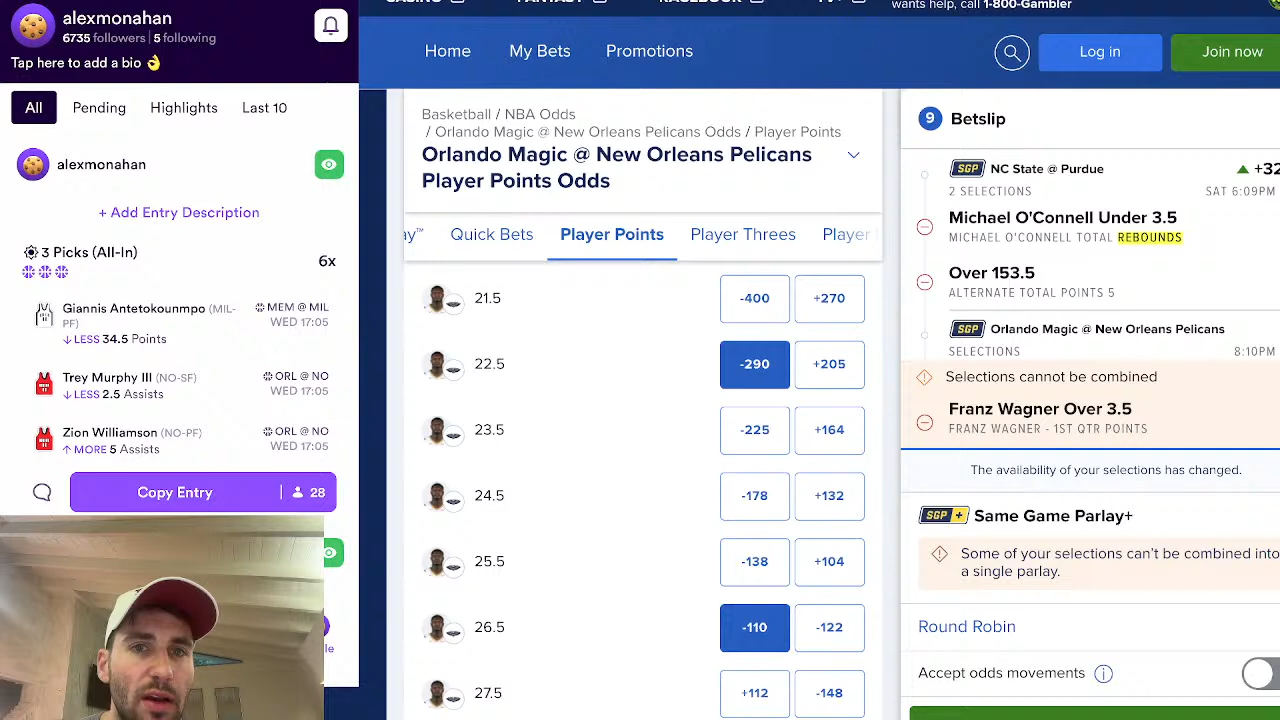 alexmonahan
6735 followers | 5 following
Tap here to add a bio 👌
All
Pending
Highlights
Last 10
alexmonahan
+ Add Entry Description
3 Picks (All-In)
6x
Giannis Antetokounmpo (MIL-PF)
MEM @ MIL
WED 17:05
↓ LESS 34.5 Points
Trey Murphy III (NO-SF)
ORL @ NO
WED 17:05
↓ LESS 2.5 Assists
Zion Williamson (NO-PF)
ORL @ NO
WED 17:05
↑ MORE 5 Assists
Copy Entry
28
wants help, call 1-800-Gambler
Home
My Bets
Promotions
Log in
Join now
Basketball / NBA Odds
/ Orlando Magic @ New Orleans Pelicans Odds / Player Points
Orlando Magic @ New Orleans Pelicans
Player Points Odds
ay™
Quick Bets
Player Points
Player Threes
Player
21.5
-400
+270
22.5
-290
+205
23.5
-225
+164
24.5
-178
+132
25.5
-138
+104
26.5
-110
-122
27.5
+112
-148
9
Betslip
SGP
NC State @ Purdue
+32
2 SELECTIONS
SAT 6:09PM
Michael O'Connell Under 3.5
MICHAEL O'CONNELL TOTAL REBOUNDS
Over 153.5
ALTERNATE TOTAL POINTS 5
SGP
Orlando Magic @ New Orleans Pelicans
SELECTIONS
8:10PM
Selections cannot be combined
Franz Wagner Over 3.5
FRANZ WAGNER - 1ST QTR POINTS
The availability of your selections has changed.
SGP +
Same Game Parlay+
Some of your selections can't be combined into
a single parlay.
Round Robin
Accept odds movements